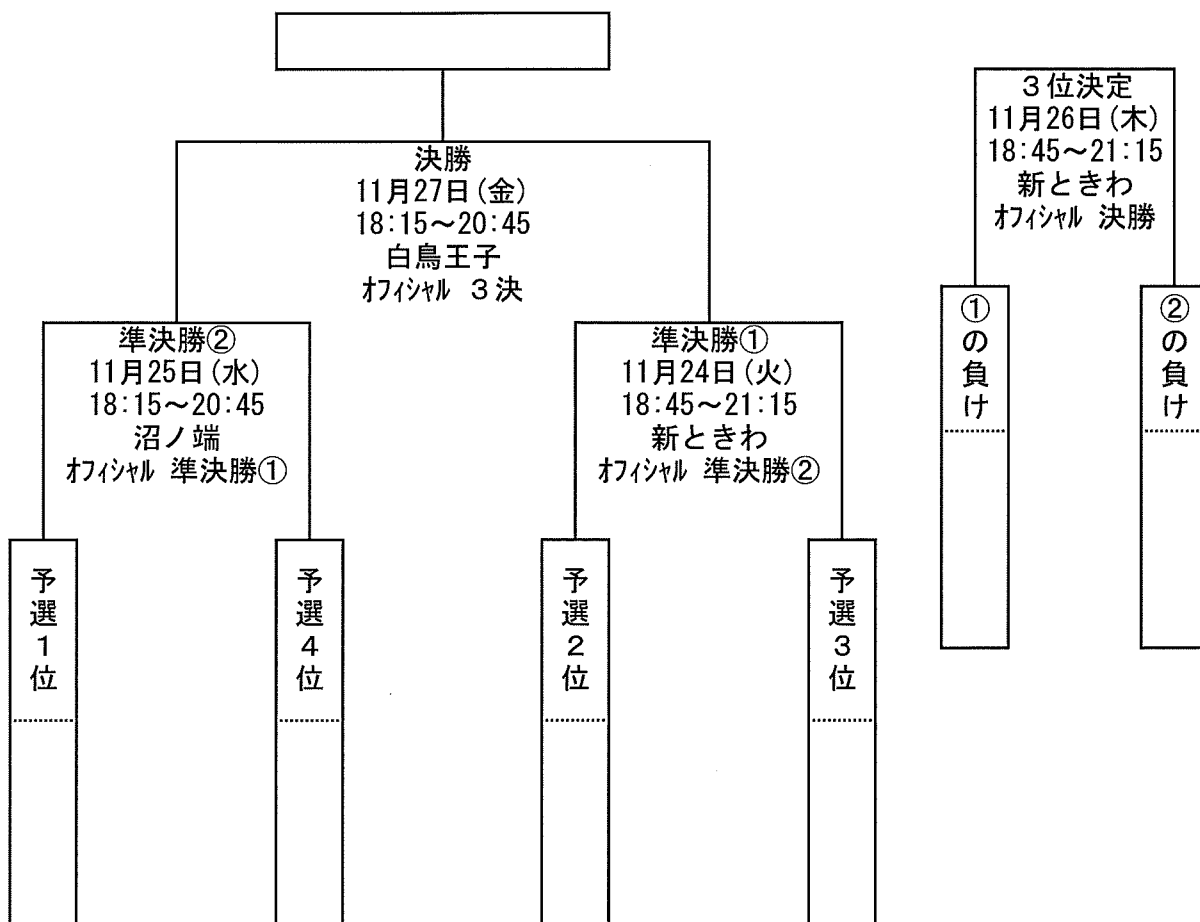 決勝
11月27日(金)
18:15～20:45
白鳥王子
ｵﾌｨｼｬﾙ 3決
3位決定
11月26日(木)
18:45～21:15
新ときわ
ｵﾌｨｼｬﾙ 決勝
準決勝②
11月25日(水)
18:15～20:45
沼ノ端
ｵﾌｨｼｬﾙ 準決勝①
準決勝①
11月24日(火)
18:45～21:15
新ときわ
ｵﾌｨｼｬﾙ 準決勝②
①の負け
②の負け
予選1位
予選4位
予選2位
予選3位